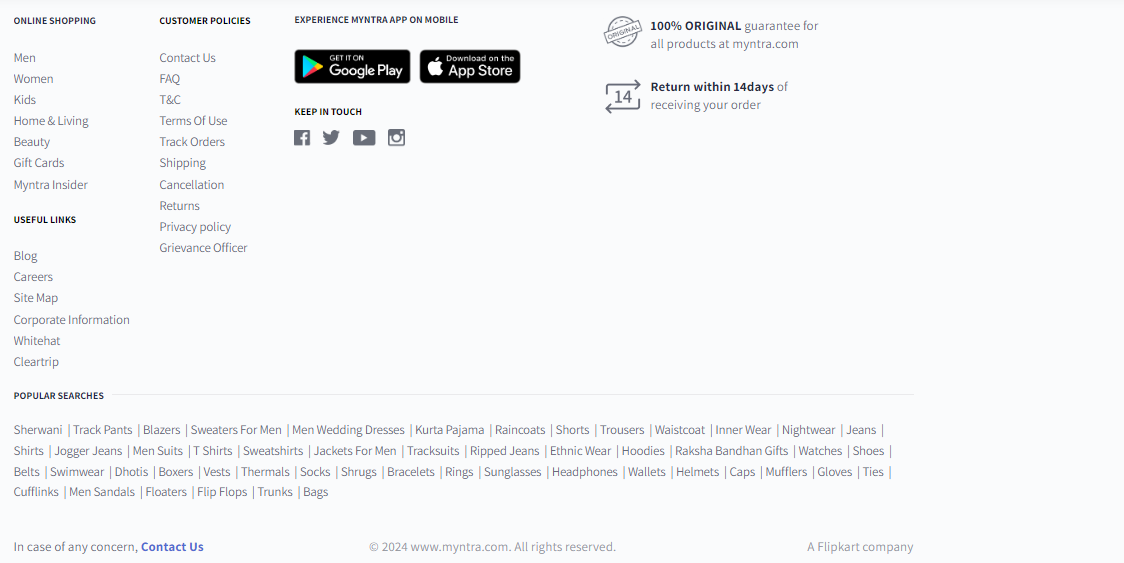 ONLINE SHOPPING
Men
Women
Kids
Home & Living
Beauty
Gift Cards
Myntra Insider
USEFUL LINKS
Blog
Careers
Site Map
Corporate Information
Whitehat
Cleartrip
CUSTOMER POLICIES
Contact Us
FAQ
T&C
Terms Of Use
Track Orders
Shipping
Cancellation
Returns
Privacy policy
Grievance Officer
EXPERIENCE MYNTRA APP ON MOBILE
GET IT ON
Google Play
Download on the
App Store
KEEP IN TOUCH
ORIGINAL
100% ORIGINAL guarantee for
all products at myntra.com
14
Return within 14days of
receiving your order
POPULAR SEARCHES
Sherwani | Track Pants | Blazers | Sweaters For Men | Men Wedding Dresses | Kurta Pajama | Raincoats | Shorts | Trousers | Waistcoat | Inner Wear | Nightwear | Jeans |
Shirts | Jogger Jeans | Men Suits | T Shirts | Sweatshirts | Jackets For Men | Tracksuits | Ripped Jeans | Ethnic Wear | Hoodies | Raksha Bandhan Gifts | Watches | Shoes |
Belts | Swimwear | Dhotis | Boxers | Vests | Thermals | Socks | Shrugs | Bracelets | Rings | Sunglasses | Headphones | Wallets | Helmets | Caps | Mufflers | Gloves | Ties |
Cufflinks | Men Sandals | Floaters | Flip Flops | Trunks | Bags
In case of any concern, Contact Us
© 2024 www.myntra.com. All rights reserved.
A Flipkart company